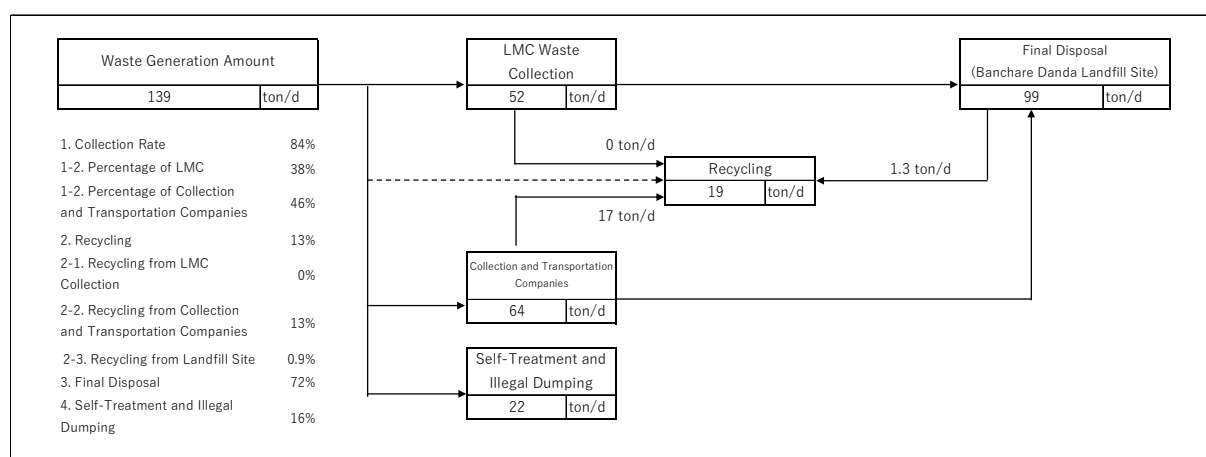 Waste Generation Amount
139 ton/d
LMC Waste
Collection
52 ton/d
Final Disposal
(Banchare Danda Landfill Site)
99 ton/d
1. Collection Rate 84%
1-2. Percentage of LMC 38%
1-2. Percentage of Collection
and Transportation Companies 46%
2. Recycling 13%
2-1. Recycling from LMC
Collection 0%
2-2. Recycling from Collection
and Transportation Companies 13%
2-3. Recycling from Landfill Site 0.9%
3. Final Disposal 72%
4. Self-Treatment and Illegal
Dumping 16%
0 ton/d
Recycling
19 ton/d
1.3 ton/d
17 ton/d
Collection and Transportation
Companies
64 ton/d
Self-Treatment and
Illegal Dumping
22 ton/d